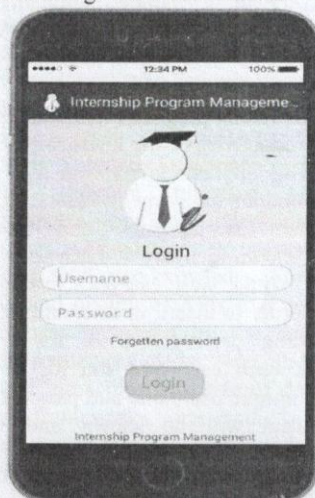 12:34 PM 100%
Internship Program Manageme...
Login
Username
Password
Forgetten password
Login
Internship Program Management